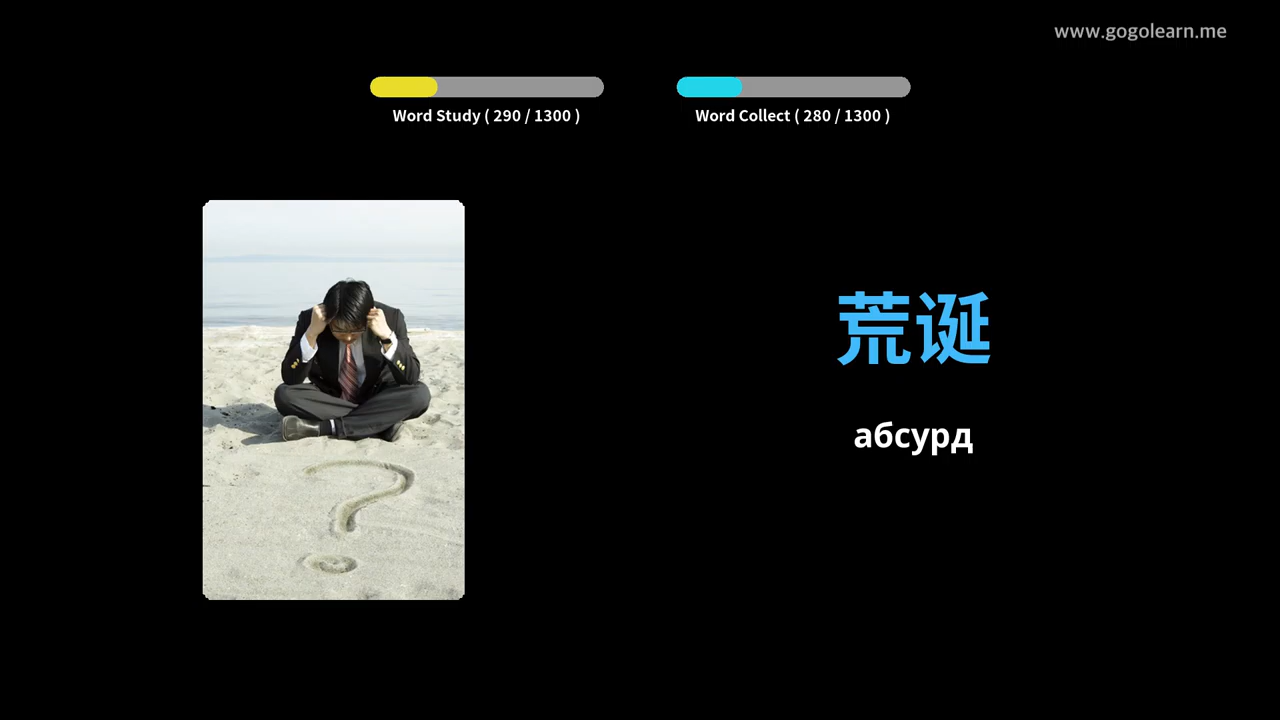 www.gogolearn.me
Word Study ( 290 / 1300 )
Word Collect ( 280 / 1300 )
荒诞
абсурд
?